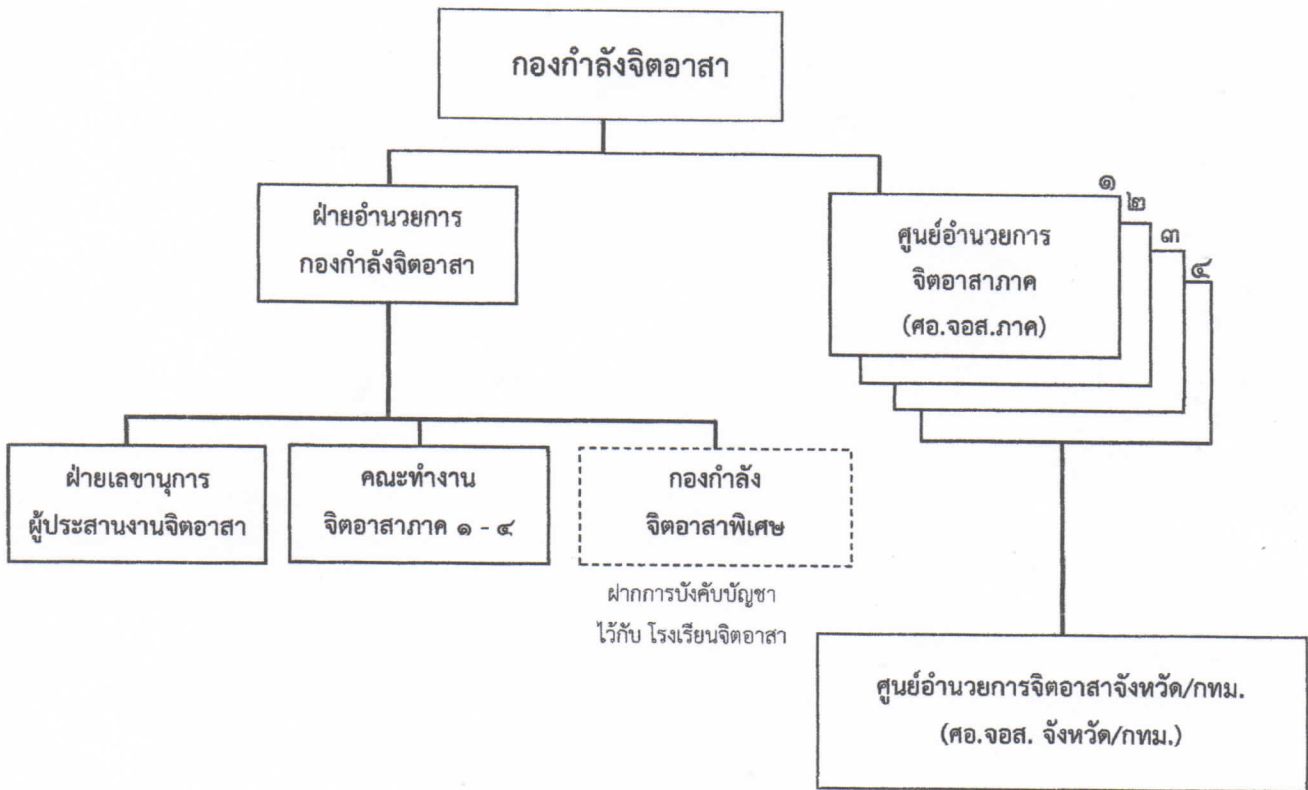 กองกำลังจิตอาสา
ฝ่ายอำนวยการ
กองกำลังจิตอาสา
๑
๒
๓
๔
ศูนย์อำนวยการ
จิตอาสาภาค
(ศอ.จอส.ภาค)
ฝ่ายเลขานุการ
ผู้ประสานงานจิตอาสา
คณะทำงาน
จิตอาสาภาค ๑ - ๔
กองกำลัง
จิตอาสาพิเศษ
ฝากการบังคับบัญชา
ไว้กับ โรงเรียนจิตอาสา
ศูนย์อำนวยการจิตอาสาจังหวัด/กทม.
(ศอ.จอส. จังหวัด/กทม.)